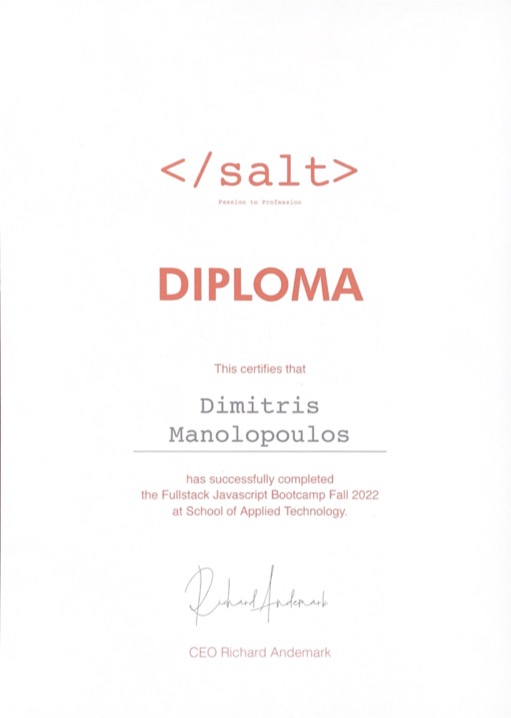 </salt>
Passion to Profession
DIPLOMA
This certifies that
Dimitris
Manolopoulos
has successfully completed
the Fullstack Javascript Bootcamp Fall 2022
at School of Applied Technology.
Richard Andemark
CEO Richard Andemark